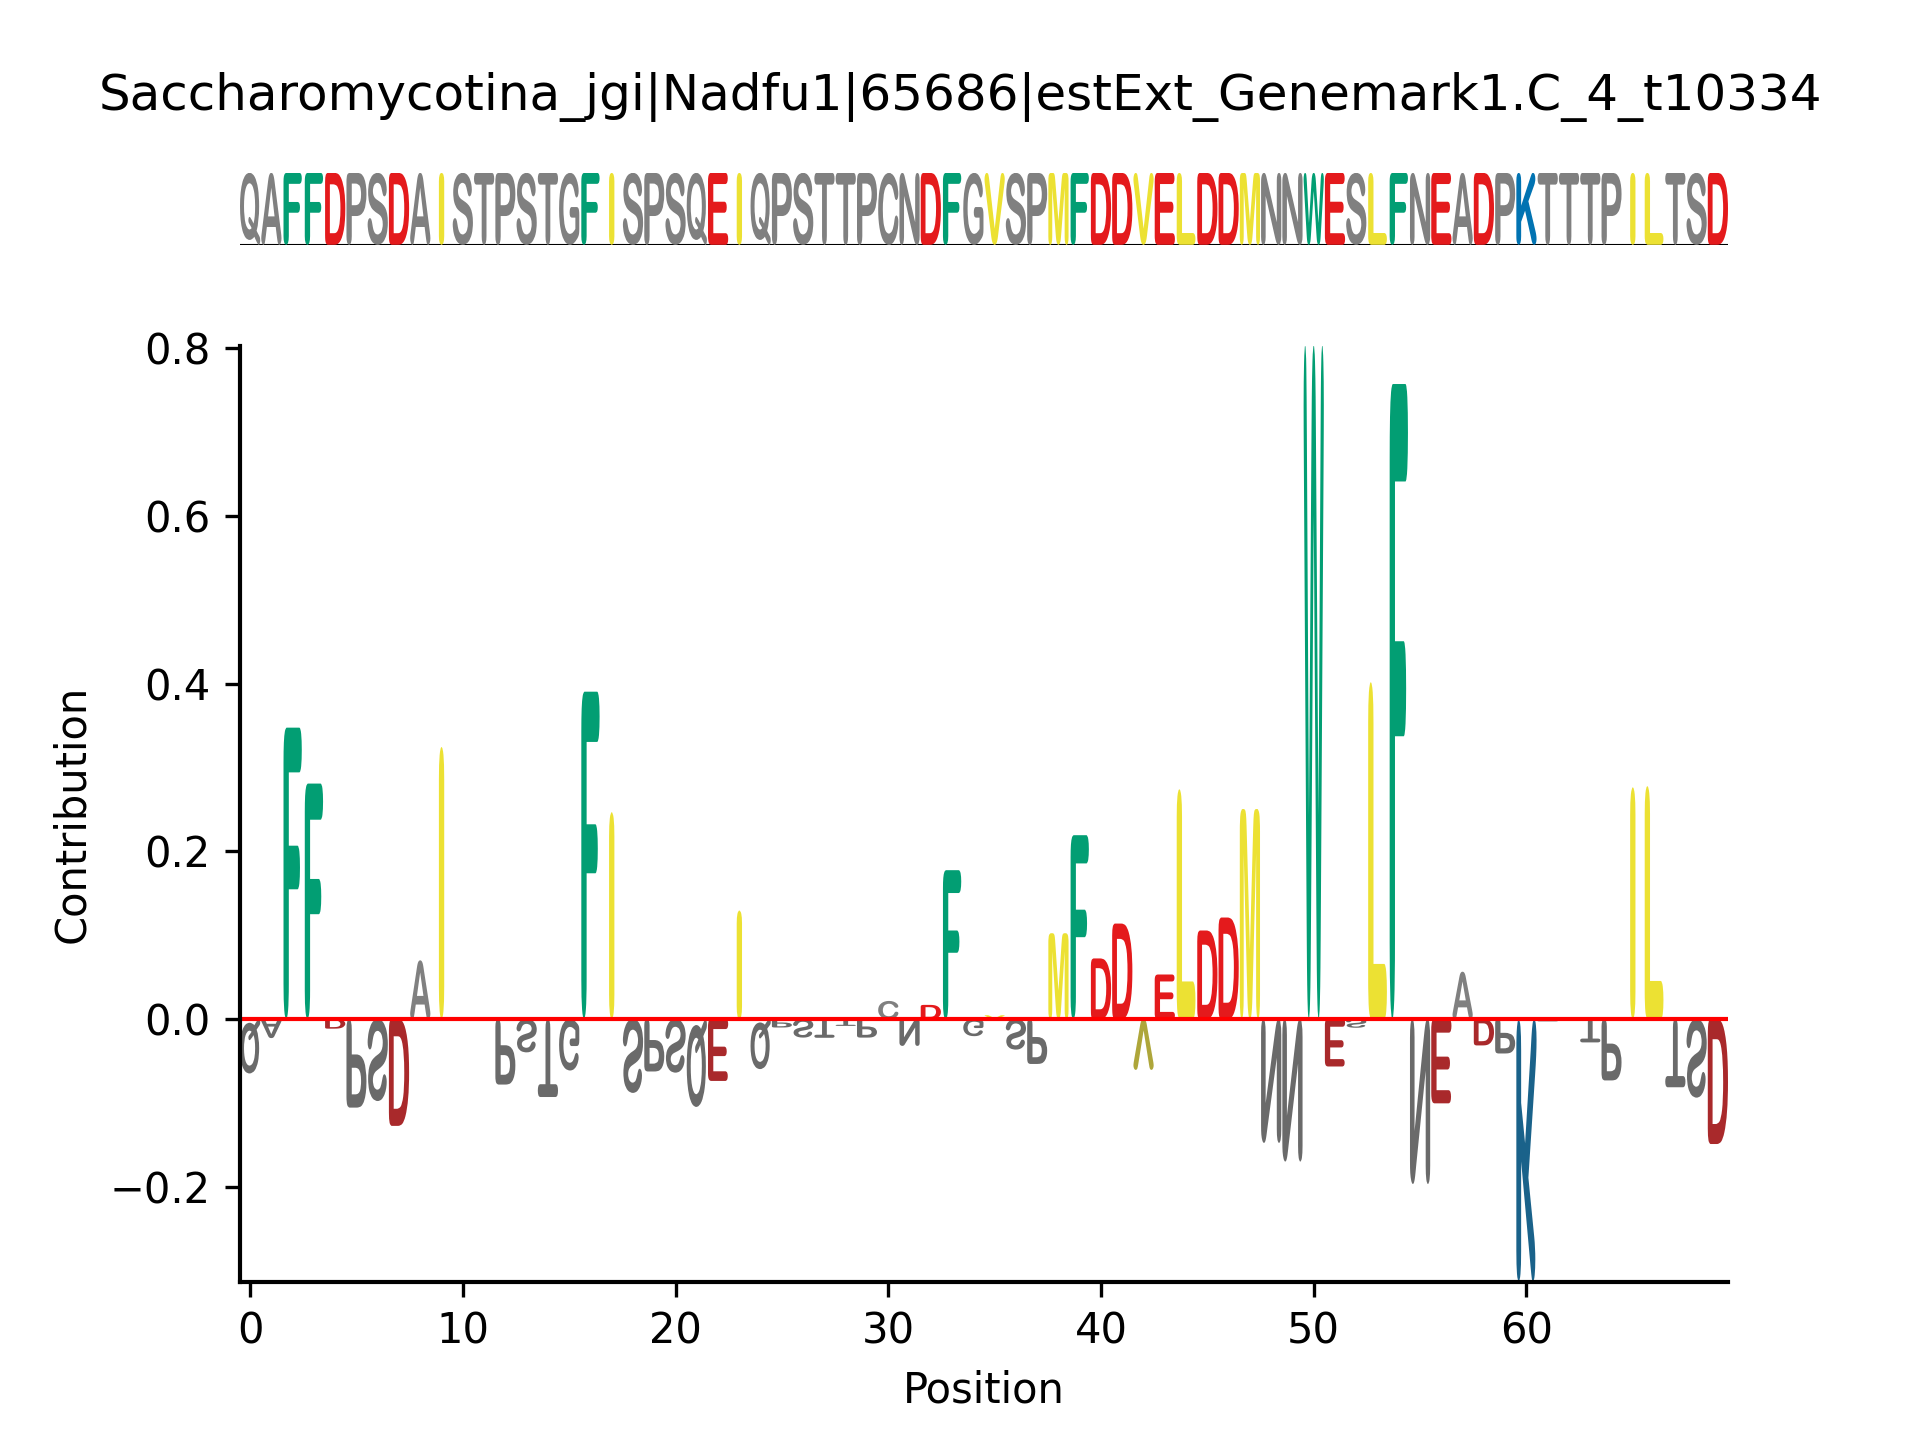 Saccharomycotina_jgi|Nadfu1|65686|estExt_Genemark1.C_4_t10334
QAFFDPSDAISTPSTGFISPSQEIQPSTTPCNDFGVSPMFDDVELDDMNNWESLFNEADPKTTTPILTSD
0.8
0.6
0.4
0.2
0.0
−0.2
Contribution
0 10 20 30 40 50 60
Position